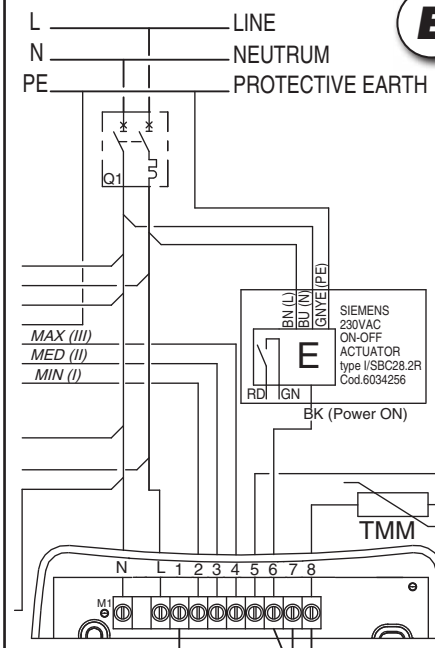 L LINE
N NEUTRUM
PE PROTECTIVE EARTH
E
Q1
BN (L)
BU (N)
GNYE (PE)
SIEMENS
230VAC
ON-OFF
ACTUATOR
type I/SBC28.2R
Cod.6034256
E
RD GN
BK (Power ON)
MAX (III)
MED (II)
MIN (I)
TMM
N L 1 2 3 4 5 6 7 8
M1